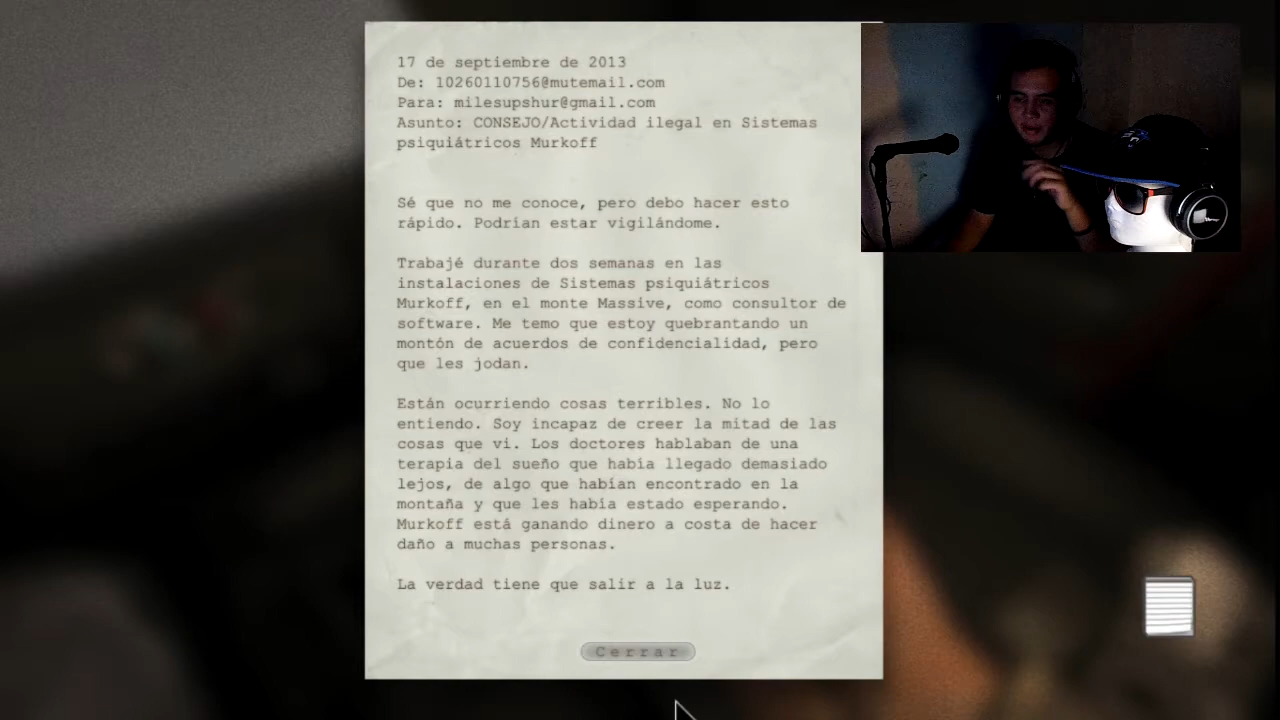 17 de septiembre de 2013
De: 10260110756@mutemail.com
Para: milesupshur@gmail.com
Asunto: CONSEJO/Actividad ilegal en Sistemas
psiquiátricos Murkoff
Sé que no me conoce, pero debo hacer esto
rápido. Podrían estar vigilándome.
Trabajé durante dos semanas en las
instalaciones de Sistemas psiquiátricos
Murkoff, en el monte Massive, como consultor de
software. Me temo que estoy quebrantando un
montón de acuerdos de confidencialidad, pero
que les jodan.
Están ocurriendo cosas terribles. No lo
entiendo. Soy incapaz de creer la mitad de las
cosas que vi. Los doctores hablaban de una
terapia del sueño que había llegado demasiado
lejos, de algo que habían encontrado en la
montaña y que les había estado esperando.
Murkoff está ganando dinero a costa de hacer
daño a muchas personas.
La verdad tiene que salir a la luz.
Cerrar